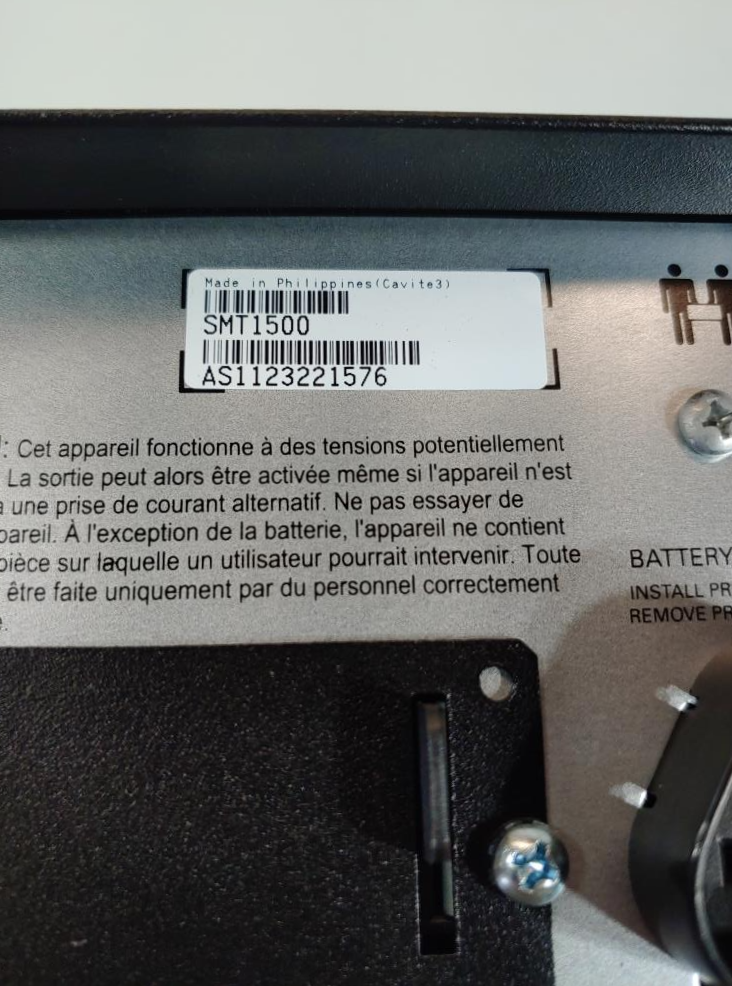 Made in Philippines(Cavite3)
SMT1500
AS1123221576
: Cet appareil fonctionne à des tensions potentiellement
La sortie peut alors être activée même si l'appareil n'est
une prise de courant alternatif. Ne pas essayer de
pareil. À l'exception de la batterie, l'appareil ne contient
pièce sur laquelle un utilisateur pourrait intervenir. Toute
être faite uniquement par du personnel correctement
BATTERY
INSTALL PR
REMOVE PR